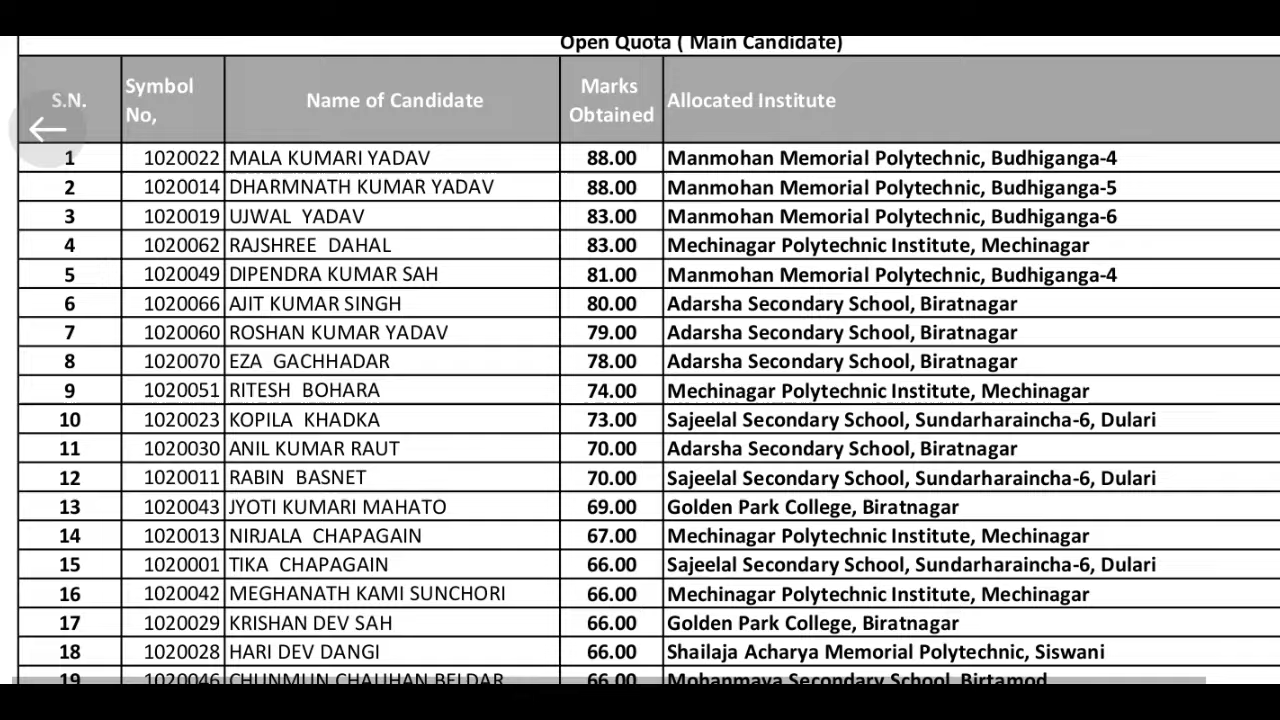 Open Quota ( Main Candidate)
S.N. Symbol No, Name of Candidate Marks Obtained Allocated Institute
1 1020022 MALA KUMARI YADAV 88.00 Manmohan Memorial Polytechnic, Budhiganga-4
2 1020014 DHARMNATH KUMAR YADAV 88.00 Manmohan Memorial Polytechnic, Budhiganga-5
3 1020019 UJWAL YADAV 83.00 Manmohan Memorial Polytechnic, Budhiganga-6
4 1020062 RAJSHREE DAHAL 83.00 Mechinagar Polytechnic Institute, Mechinagar
5 1020049 DIPENDRA KUMAR SAH 81.00 Manmohan Memorial Polytechnic, Budhiganga-4
6 1020066 AJIT KUMAR SINGH 80.00 Adarsha Secondary School, Biratnagar
7 1020060 ROSHAN KUMAR YADAV 79.00 Adarsha Secondary School, Biratnagar
8 1020070 EZA GACHHADAR 78.00 Adarsha Secondary School, Biratnagar
9 1020051 RITESH BOHARA 74.00 Mechinagar Polytechnic Institute, Mechinagar
10 1020023 KOPILA KHADKA 73.00 Sajeelal Secondary School, Sundarharaincha-6, Dulari
11 1020030 ANIL KUMAR RAUT 70.00 Adarsha Secondary School, Biratnagar
12 1020011 RABIN BASNET 70.00 Sajeelal Secondary School, Sundarharaincha-6, Dulari
13 1020043 JYOTI KUMARI MAHATO 69.00 Golden Park College, Biratnagar
14 1020013 NIRJALA CHAPAGAIN 67.00 Mechinagar Polytechnic Institute, Mechinagar
15 1020001 TIKA CHAPAGAIN 66.00 Sajeelal Secondary School, Sundarharaincha-6, Dulari
16 1020042 MEGHANATH KAMI SUNCHORI 66.00 Mechinagar Polytechnic Institute, Mechinagar
17 1020029 KRISHAN DEV SAH 66.00 Golden Park College, Biratnagar
18 1020028 HARI DEV DANGI 66.00 Shailaja Acharya Memorial Polytechnic, Siswani
19 1020046 CHUNMUN CHAUHAN BELDAR 66.00 Mohanmaya Secondary School, Birtamod